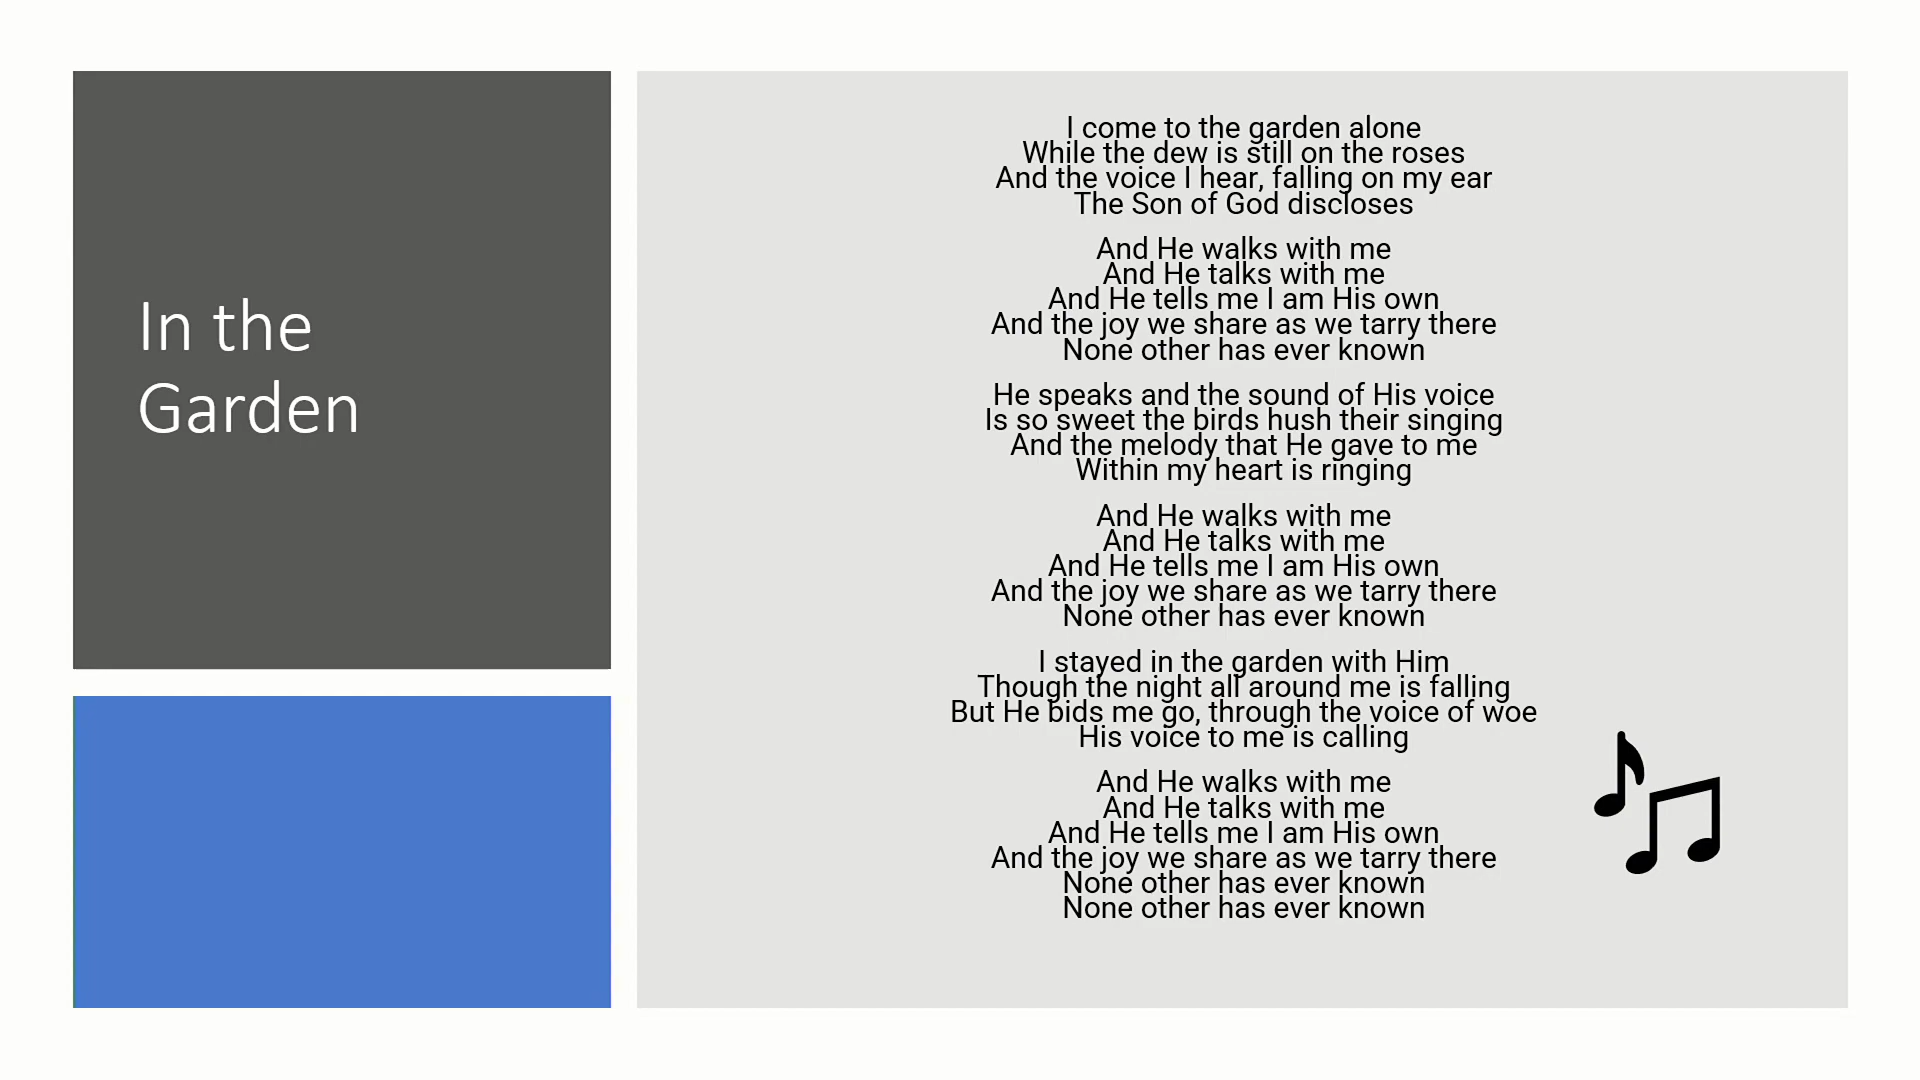 In the
Garden
I come to the garden alone
While the dew is still on the roses
And the voice I hear, falling on my ear
The Son of God discloses
And He walks with me
And He talks with me
And He tells me I am His own
And the joy we share as we tarry there
None other has ever known
He speaks and the sound of His voice
Is so sweet the birds hush their singing
And the melody that He gave to me
Within my heart is ringing
And He walks with me
And He talks with me
And He tells me I am His own
And the joy we share as we tarry there
None other has ever known
I stayed in the garden with Him
Though the night all around me is falling
But He bids me go, through the voice of woe
His voice to me is calling
And He walks with me
And He talks with me
And He tells me I am His own
And the joy we share as we tarry there
None other has ever known
None other has ever known